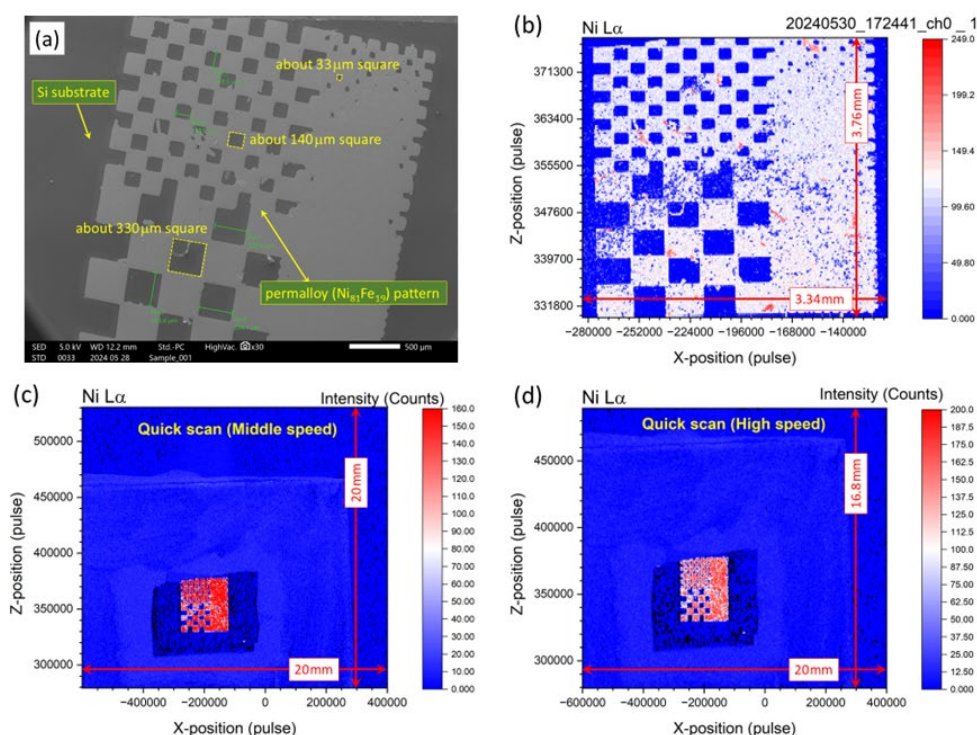 (a)
about 33μm square
Si substrate
about 140μm square
about 330μm square
permalloy (Ni₈₁Fe₁₉) pattern
SED 5.0 kV WD 12.2 mm Std.-PC HighVac. x30
500 μm
STD 0033 2024 05 28 Sample_001
(b)
Ni Lα
20240530_172441_ch0 _ 1
249.0
199.2
149.4
99.60
49.80
0.000
371300
363400
355500
347600
339700
331800
Z-position (pulse)
3.76mm
3.34mm
−280000 −252000 −224000 −196000 −168000 −140000
X-position (pulse)
(c)
Ni Lα
Intensity (Counts)
Quick scan (Middle speed)
160.0
150.0
140.0
130.0
120.0
110.0
100.0
90.00
80.00
70.00
60.00
50.00
40.00
30.00
20.00
10.00
0.000
500000
450000
400000
350000
300000
Z-position (pulse)
20mm
20mm
−400000 −200000 0 200000 400000
X-position (pulse)
(d)
Ni Lα
Intensity (Counts)
Quick scan (High speed)
200.0
187.5
175.0
162.5
150.0
137.5
125.0
112.5
100.0
87.50
75.00
62.50
50.00
37.50
25.00
12.50
0.000
450000
400000
350000
300000
Z-position (pulse)
16.8mm
20mm
−600000 −400000 −200000 0 200000 400000
X-position (pulse)